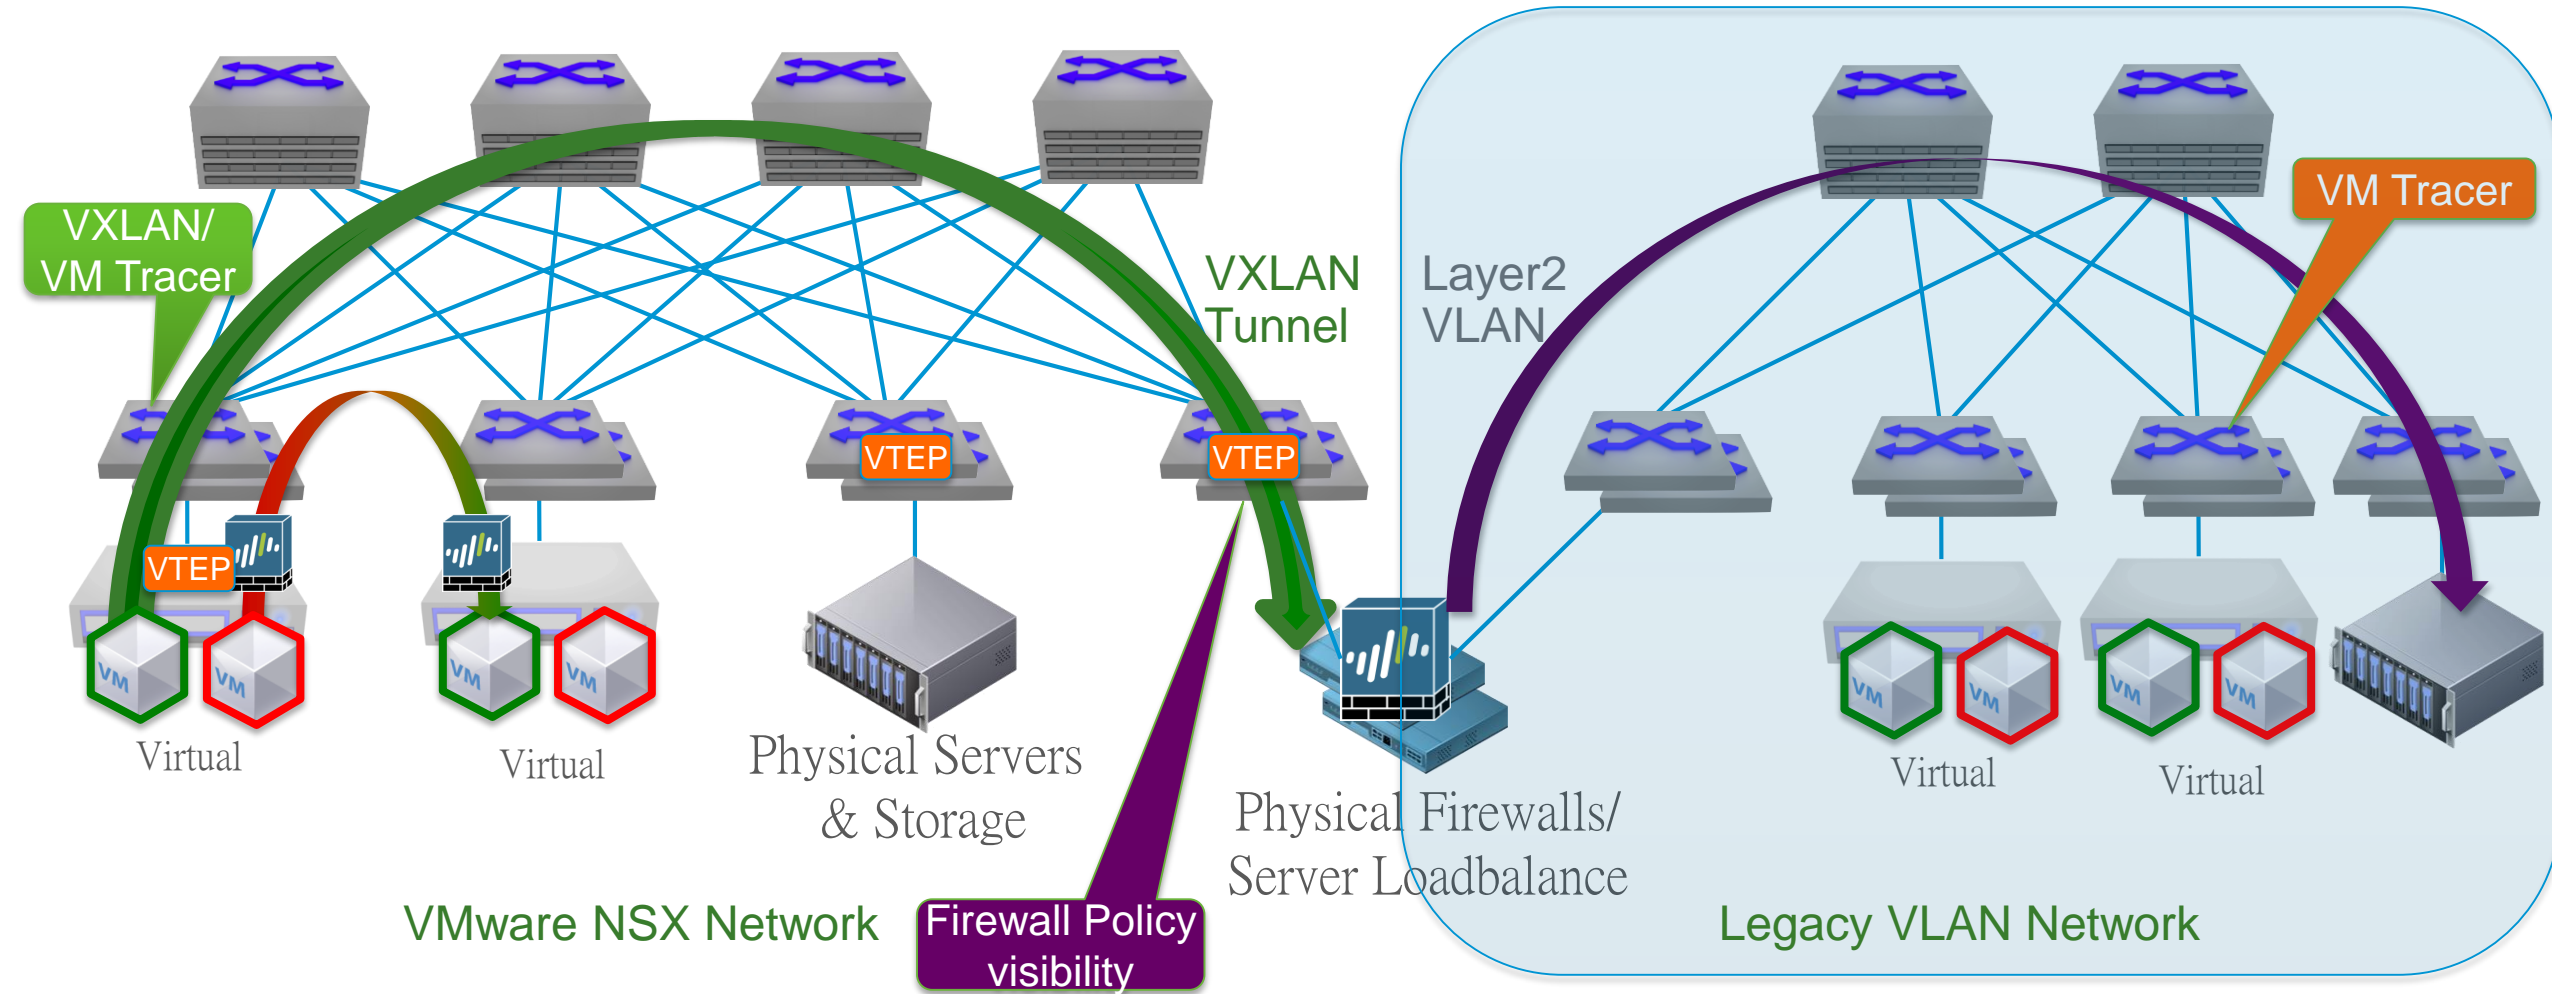 VXLAN/
VM Tracer
VXLAN
Tunnel
Layer2
VLAN
VM Tracer
VTEP
VTEP
VTEP
VM
VM
VM
VM
VM
VM
VM
VM
Virtual
Virtual
Physical Servers
& Storage
Physical Firewalls/
Server Loadbalance
Virtual
Virtual
VMware NSX Network
Firewall Policy
visibility
Legacy VLAN Network